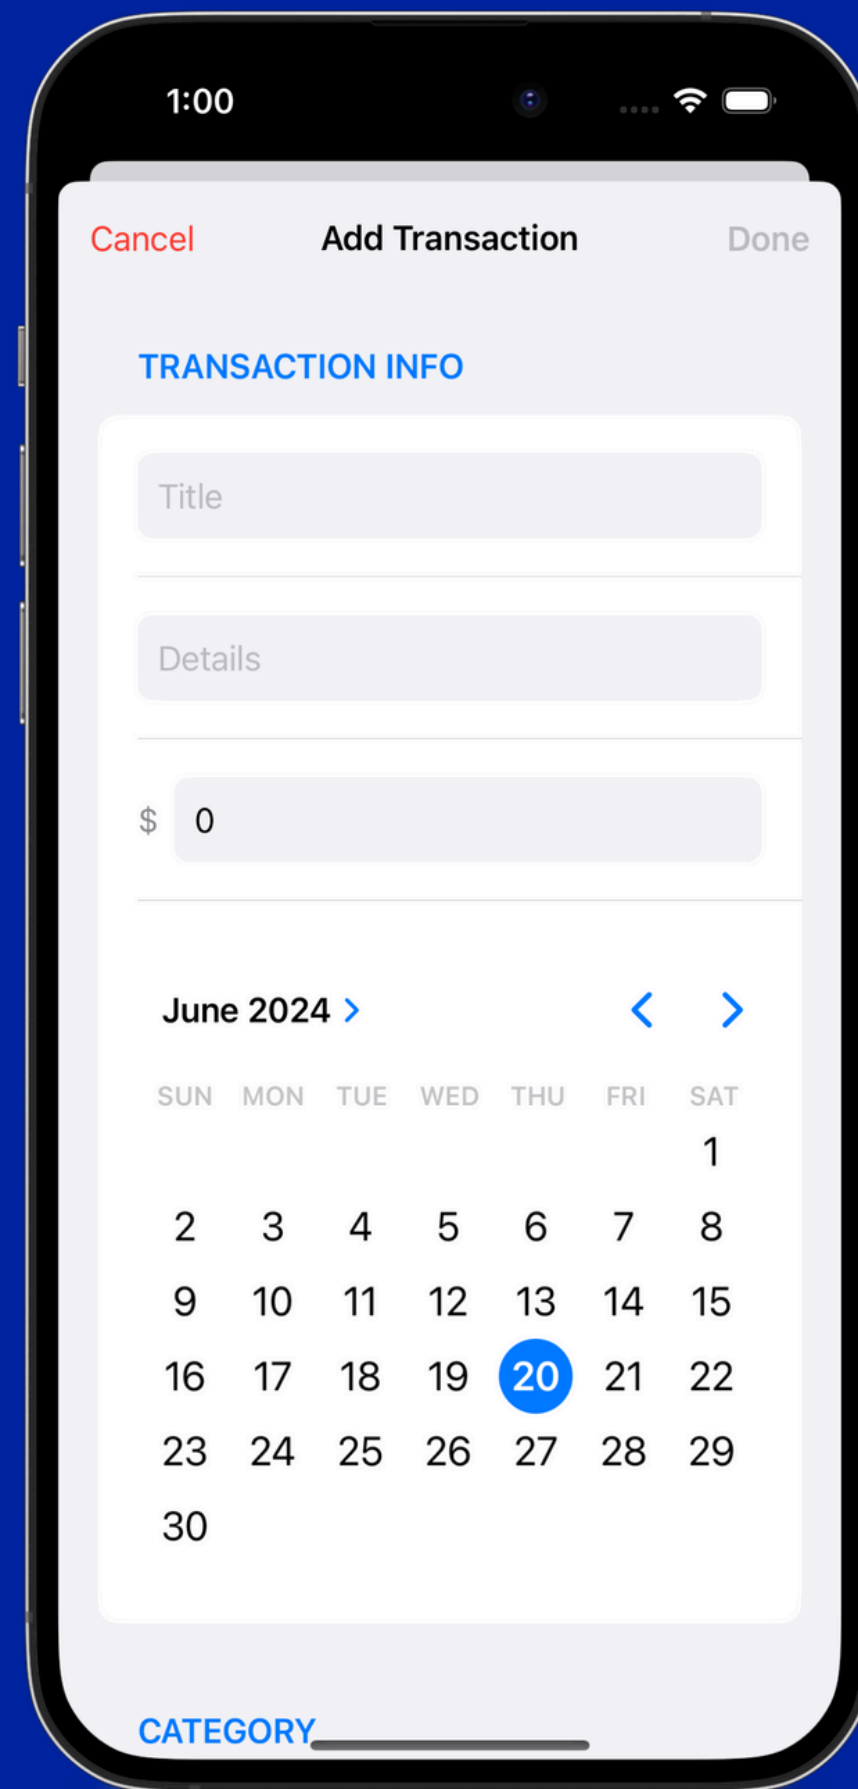 1:00
Cancel Add Transaction Done
TRANSACTION INFO
Title
Details
$ 0
June 2024 >
SUN MON TUE WED THU FRI SAT
1
2 3 4 5 6 7 8
9 10 11 12 13 14 15
16 17 18 19 20 21 22
23 24 25 26 27 28 29
30
CATEGORY